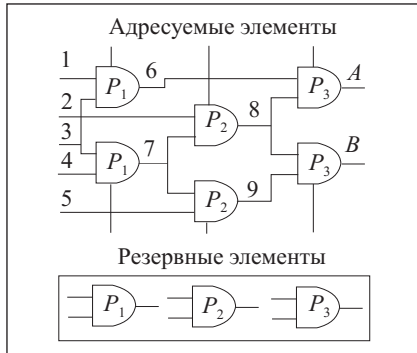 Адресуемые элементы
1 6 A
P₁ P₃
2 8
P₂
3 7 B
4 P₁ P₃
5 9
P₂
Резервные элементы
P₁ P₂ P₃